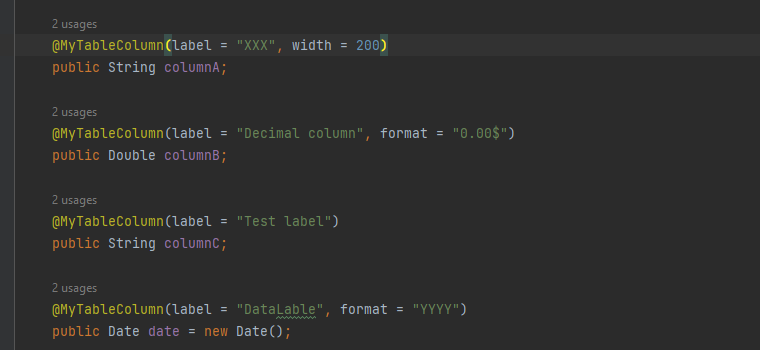 2 usages
@MyTableColumn(label = "XXX", width = 200)
public String columnA;
2 usages
@MyTableColumn(label = "Decimal column", format = "0.00$")
public Double columnB;
2 usages
@MyTableColumn(label = "Test label")
public String columnC;
2 usages
@MyTableColumn(label = "DataLable", format = "YYYY")
public Date date = new Date();